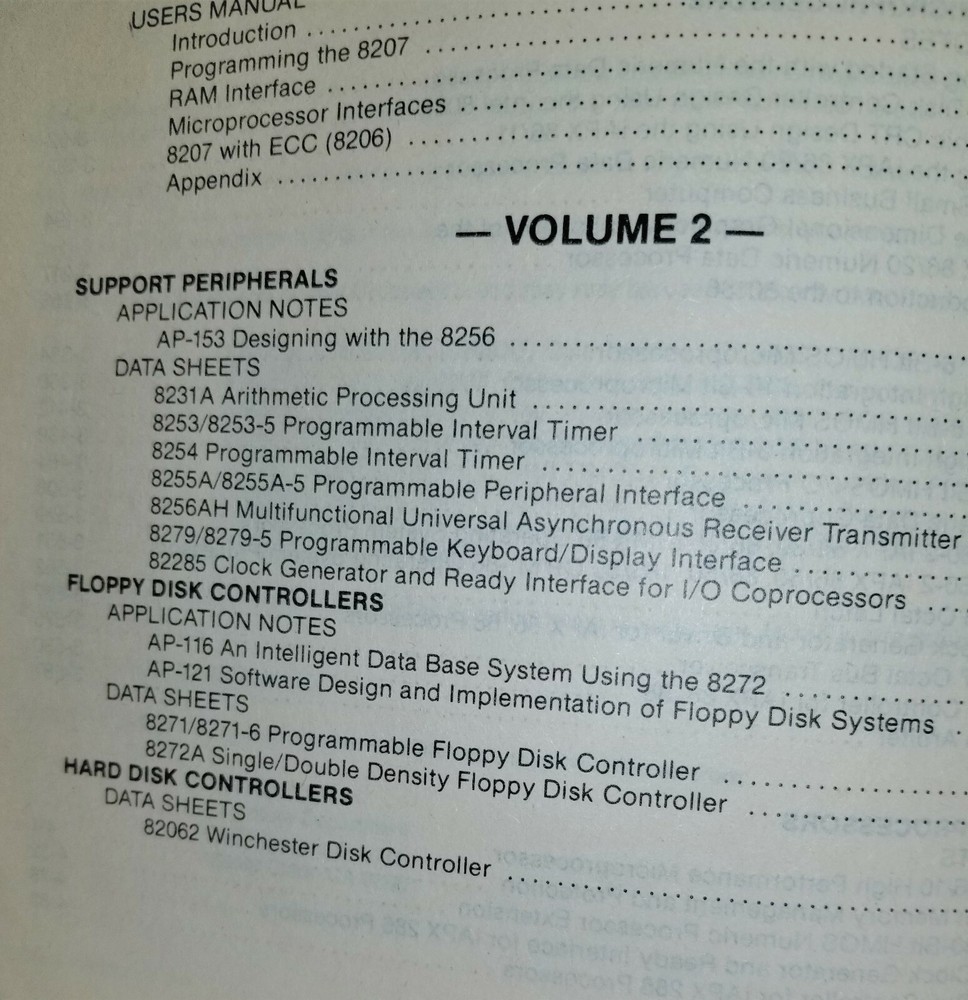 USERS MANUAL
Introduction
Programming the 8207
RAM Interface
Microprocessor Interfaces
8207 with ECC (8206)
Appendix
— VOLUME 2 —
SUPPORT PERIPHERALS
APPLICATION NOTES
AP-153 Designing with the 8256
DATA SHEETS
8231A Arithmetic Processing Unit
8253/8253-5 Programmable Interval Timer
8254 Programmable Interval Timer
8255A/8255A-5 Programmable Peripheral Interface
8256AH Multifunctional Universal Asynchronous Receiver Transmitter
8279/8279-5 Programmable Keyboard/Display Interface
82285 Clock Generator and Ready Interface for I/O Coprocessors
FLOPPY DISK CONTROLLERS
APPLICATION NOTES
AP-116 An Intelligent Data Base System Using the 8272
AP-121 Software Design and Implementation of Floppy Disk Systems
DATA SHEETS
8271/8271-6 Programmable Floppy Disk Controller
8272A Single/Double Density Floppy Disk Controller
HARD DISK CONTROLLERS
DATA SHEETS
82062 Winchester Disk Controller